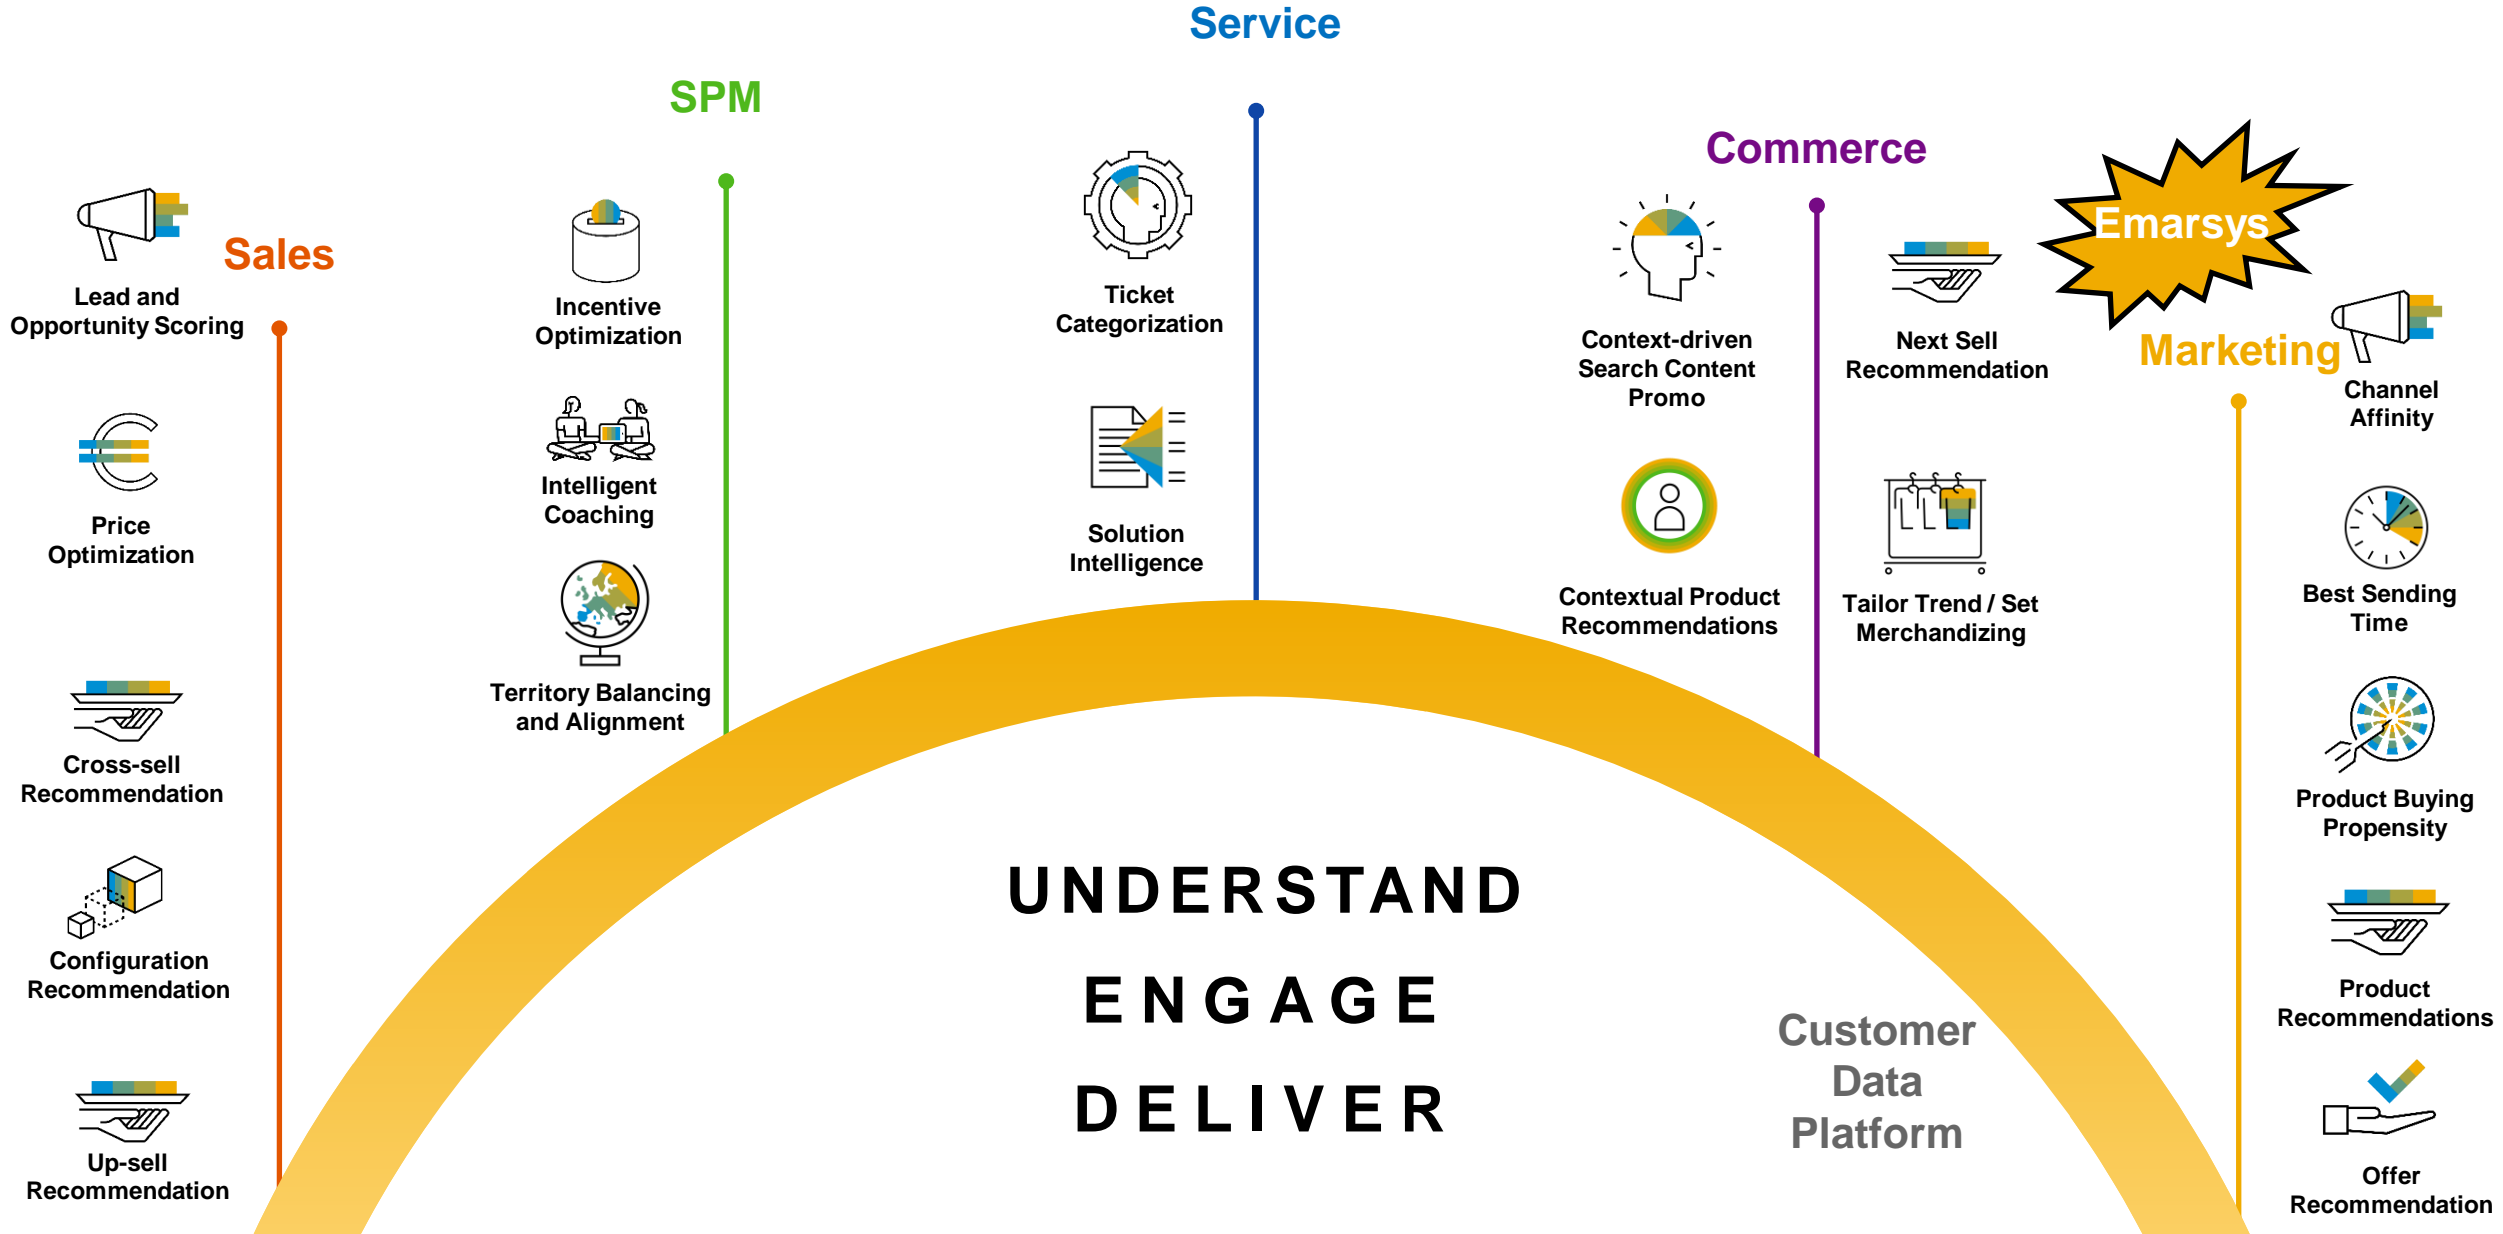 Service
SPM
Commerce
Emarsys
Sales
Marketing
Lead and
Opportunity Scoring
Price
Optimization
Cross-sell
Recommendation
Configuration
Recommendation
Up-sell
Recommendation
Incentive
Optimization
Intelligent
Coaching
Territory Balancing
and Alignment
Ticket
Categorization
Solution
Intelligence
Context-driven
Search Content
Promo
Contextual Product
Recommendations
Next Sell
Recommendation
Tailor Trend / Set
Merchandizing
Channel
Affinity
Best Sending
Time
Product Buying
Propensity
Product
Recommendations
Offer
Recommendation
UNDERSTAND
ENGAGE
DELIVER
Customer
Data
Platform